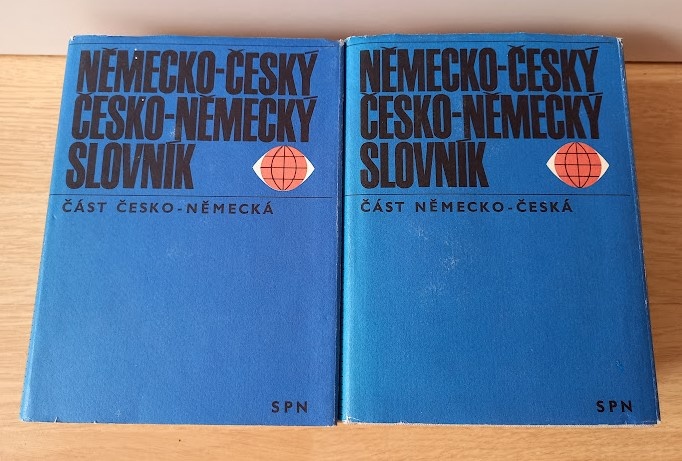 NĚMECKO-ČESKÝ
ČESKO-NĚMECKÝ
SLOVNÍK
ČÁST ČESKO-NĚMECKÁ
SPN
NĚMECKO-ČESKÝ
ČESKO-NĚMECKÝ
SLOVNÍK
ČÁST NĚMECKO-ČESKÁ
SPN